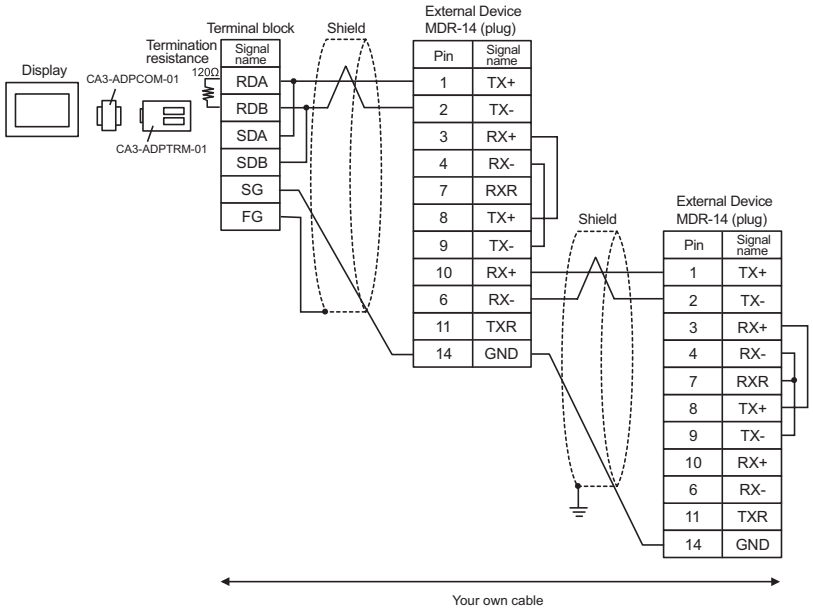 Display
CA3-ADPCOM-01
CA3-ADPTRM-01
Termination
resistance
120Ω
Terminal block
Signal
name
RDA
RDB
SDA
SDB
SG
FG
Shield
External Device
MDR-14 (plug)
Pin Signal
name
1 TX+
2 TX-
3 RX+
4 RX-
7 RXR
8 TX+
9 TX-
10 RX+
6 RX-
11 TXR
14 GND
Shield
External Device
MDR-14 (plug)
Pin Signal
name
1 TX+
2 TX-
3 RX+
4 RX-
7 RXR
8 TX+
9 TX-
10 RX+
6 RX-
11 TXR
14 GND
Your own cable